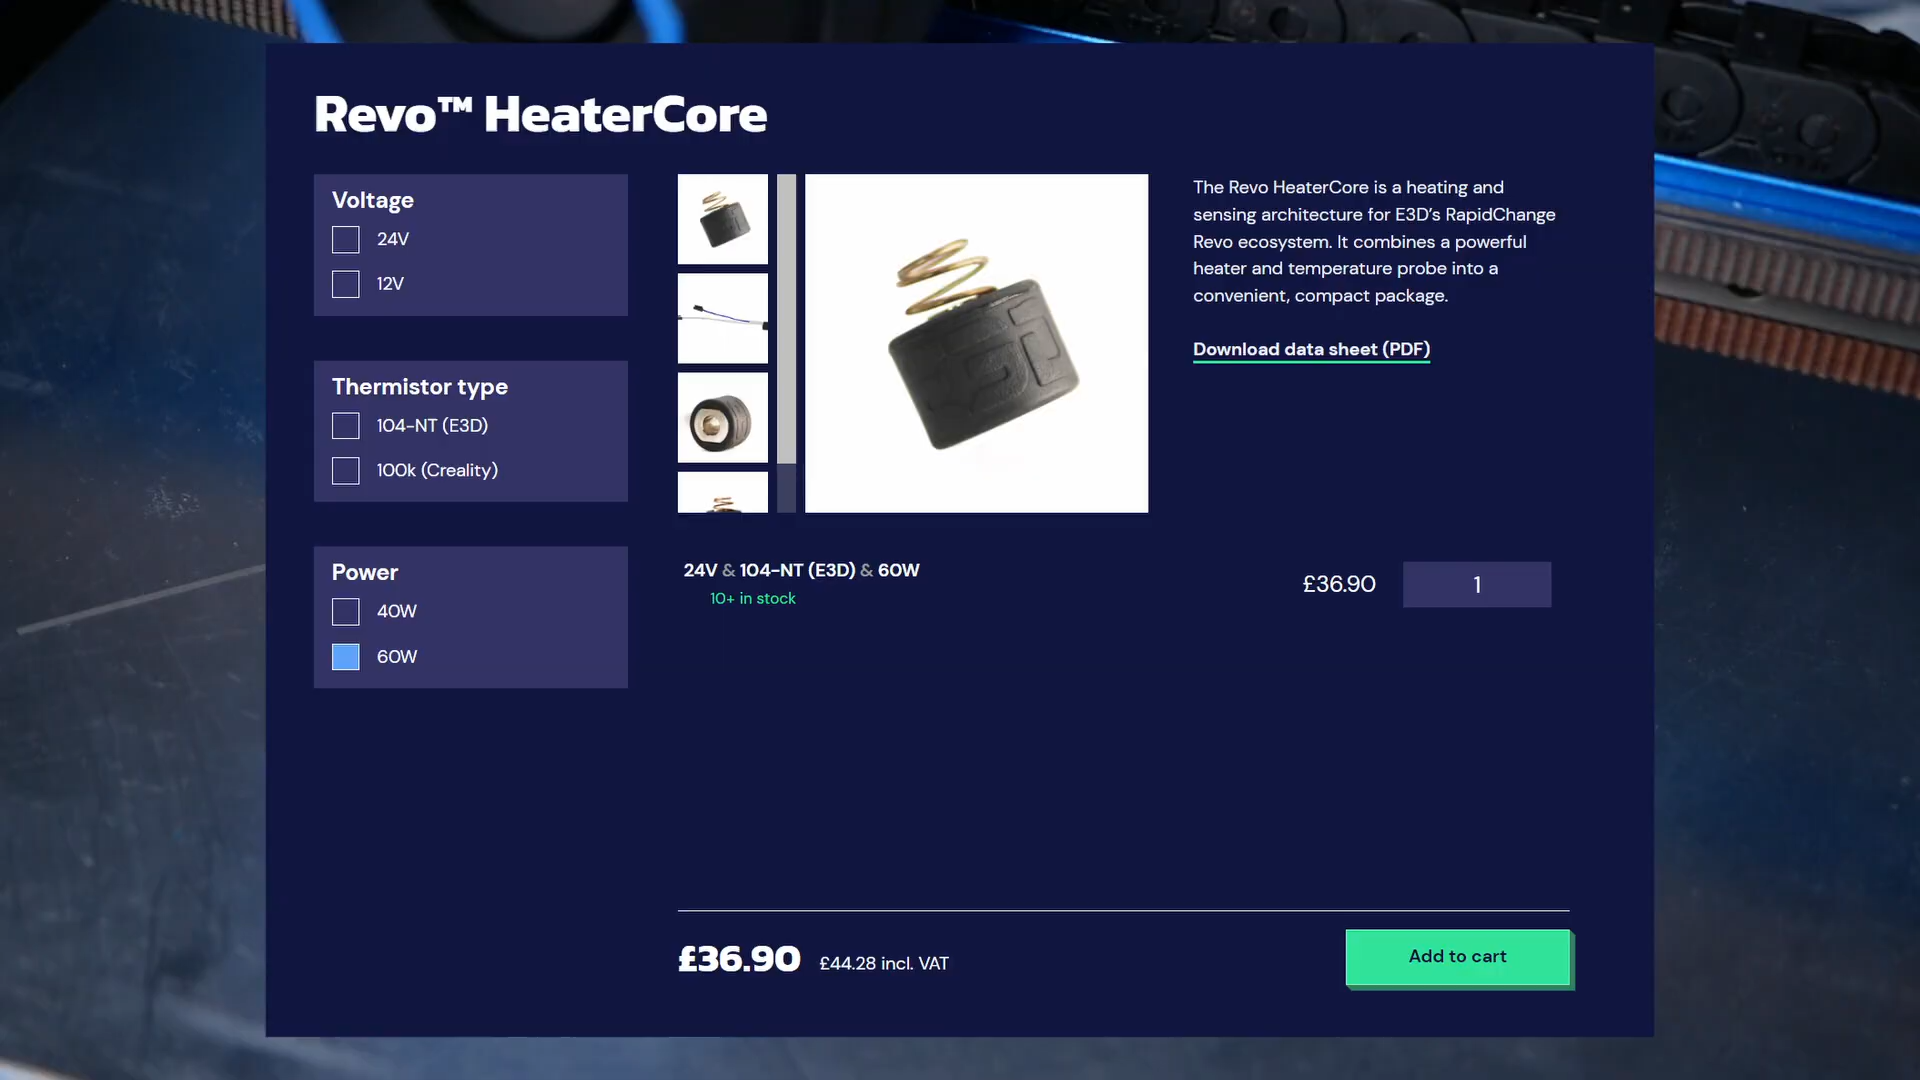 Revo™ HeaterCore
Voltage
24V
12V
Thermistor type
104-NT (E3D)
100k (Creality)
Power
40W
60W
The Revo HeaterCore is a heating and
sensing architecture for E3D’s RapidChange
Revo ecosystem. It combines a powerful
heater and temperature probe into a
convenient, compact package.
Download data sheet (PDF)
24V & 104-NT (E3D) & 60W
10+ in stock
£36.90
1
£36.90 £44.28 incl. VAT
Add to cart